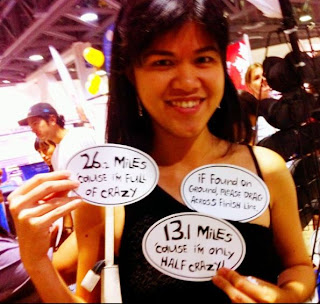 26.2 MILES
'CAUSE I'M FULL
OF CRAZY
if found on
GROUND, PLEASE DRAG
ACROSS FINISH LINE
13.1 MILES
'CAUSE I'M ONLY
HALF CRAZY!